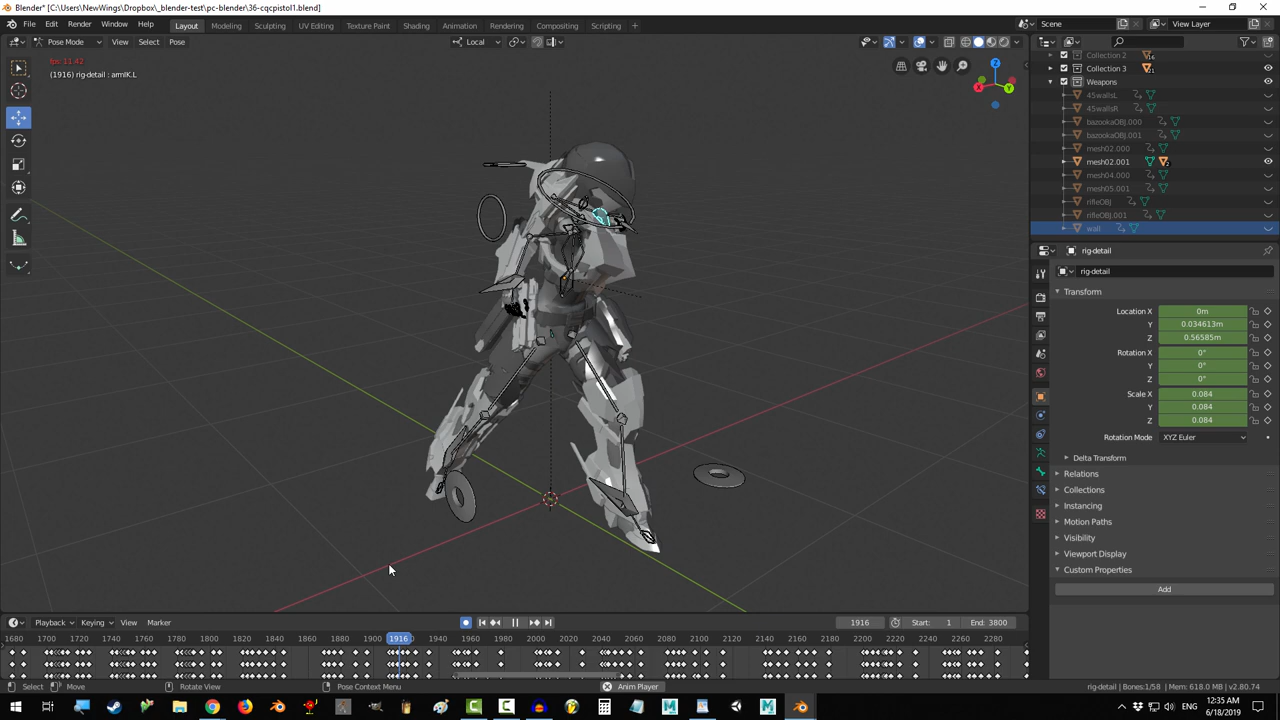 Blender* [C:\Users\NewWings\Dropbox\_blender-test\pc-blender\36-cqcpistol1.blend]
File Edit Render Window Help Layout Modeling Sculpting UV Editing Texture Paint Shading Animation Rendering Compositing Scripting Scene View Layer
Pose Mode View Select Pose Local
fps 11.42
(1916) rig-detail : armIK.L
Z
X
Y
Collection 2 16
Collection 3 21
Weapons
45wallsL
45wallsR
bazookaOBJ.000
bazookaOBJ.001
mesh02.000
mesh02.001 2
mesh04.000
mesh05.001
rifleOBJ
rifleOBJ.001
wall
rig-detail
rig-detail
Transform
Location X 0m
Y 0.034613m
Z 0.56585m
Rotation X 0°
Y 0°
Z 0°
Scale X 0.084
Y 0.084
Z 0.084
Rotation Mode XYZ Euler
Delta Transform
Relations
Collections
Instancing
Motion Paths
Visibility
Viewport Display
Custom Properties
Add
Playback Keying View Marker 1916 Start: 1 End: 3800
1680 1700 1720 1740 1760 1780 1800 1820 1840 1860 1880 1900 1916 1940 1960 1980 2000 2020 2040 2060 2080 2100 2120 2140 2160 2180 2200 2220 2240 2260 2280
Select Move Rotate View Pose Context Menu Anim Player rig-detail | Bones:1/58 | Mem: 618.0 MB | v2.80.74
ENG 12:35 AM
6/18/2019